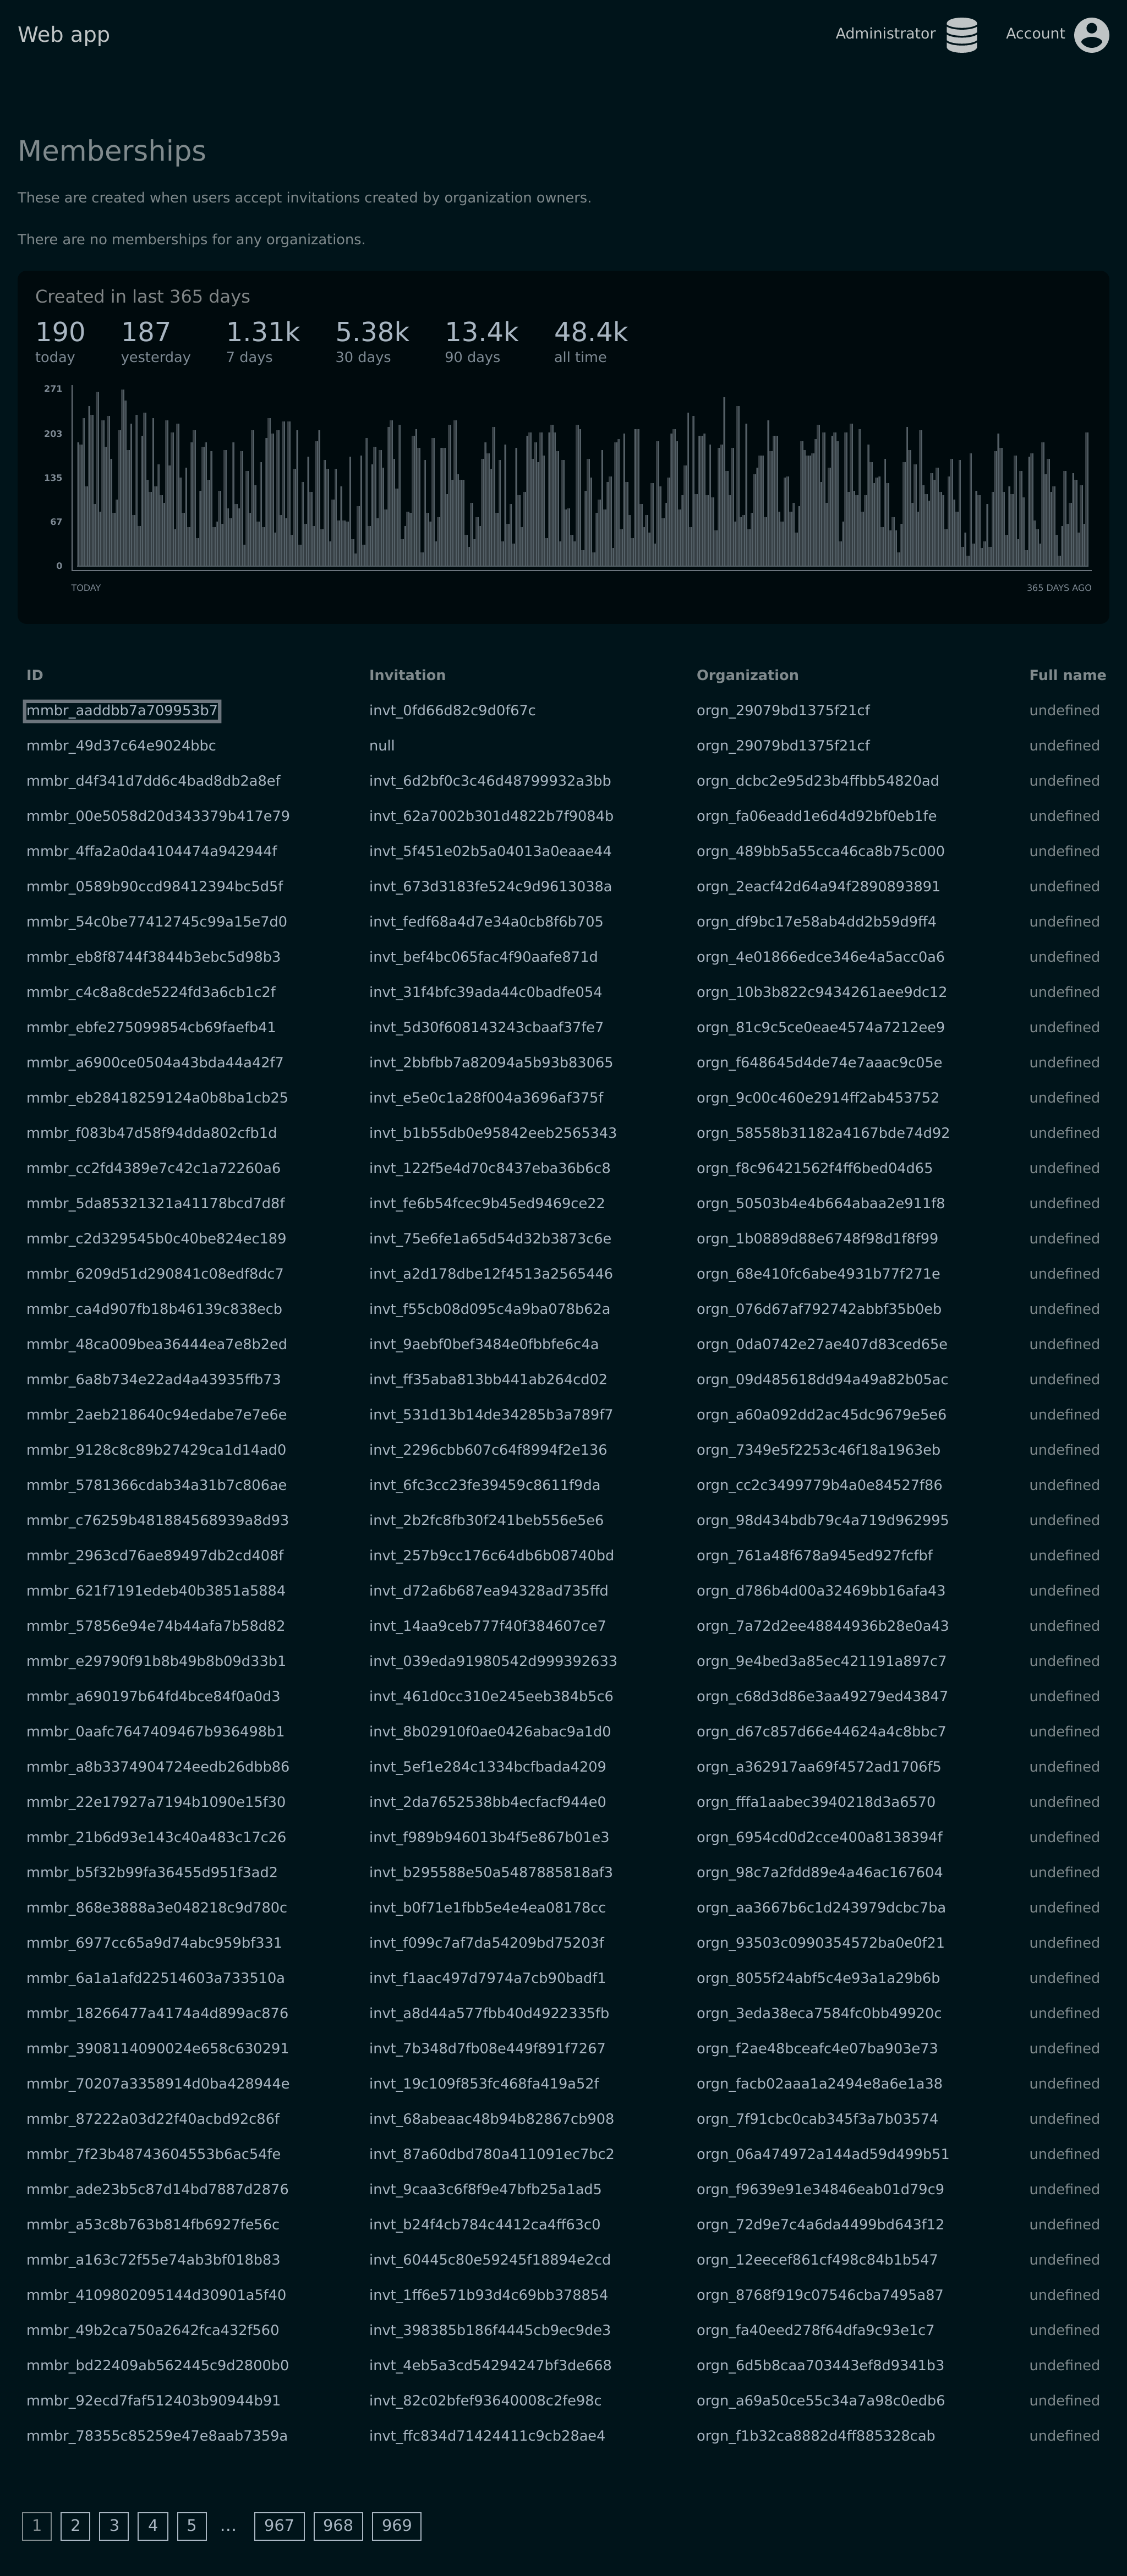 Web app
Administrator Account
Memberships
These are created when users accept invitations created by organization owners.
There are no memberships for any organizations.
Created in last 365 days
190 187 1.31k 5.38k 13.4k 48.4k
today yesterday 7 days 30 days 90 days all time
271
203
135
67
0
TODAY 365 DAYS AGO
ID Invitation Organization Full name
mmbr_aaddbb7a709953b7 invt_0fd66d82c9d0f67c orgn_29079bd1375f21cf undefined
mmbr_49d37c64e9024bbc null orgn_29079bd1375f21cf undefined
mmbr_d4f341d7dd6c4bad8db2a8ef invt_6d2bf0c3c46d48799932a3bb orgn_dcbc2e95d23b4ffbb54820ad undefined
mmbr_00e5058d20d343379b417e79 invt_62a7002b301d4822b7f9084b orgn_fa06eadd1e6d4d92bf0eb1fe undefined
mmbr_4ffa2a0da4104474a942944f invt_5f451e02b5a04013a0eaae44 orgn_489bb5a55cca46ca8b75c000 undefined
mmbr_0589b90ccd98412394bc5d5f invt_673d3183fe524c9d9613038a orgn_2eacf42d64a94f2890893891 undefined
mmbr_54c0be77412745c99a15e7d0 invt_fedf68a4d7e34a0cb8f6b705 orgn_df9bc17e58ab4dd2b59d9ff4 undefined
mmbr_eb8f8744f3844b3ebc5d98b3 invt_bef4bc065fac4f90aafe871d orgn_4e01866edce346e4a5acc0a6 undefined
mmbr_c4c8a8cde5224fd3a6cb1c2f invt_31f4bfc39ada44c0badfe054 orgn_10b3b822c9434261aee9dc12 undefined
mmbr_ebfe275099854cb69faefb41 invt_5d30f608143243cbaaf37fe7 orgn_81c9c5ce0eae4574a7212ee9 undefined
mmbr_a6900ce0504a43bda44a42f7 invt_2bbfbb7a82094a5b93b83065 orgn_f648645d4de74e7aaac9c05e undefined
mmbr_eb28418259124a0b8ba1cb25 invt_e5e0c1a28f004a3696af375f orgn_9c00c460e2914ff2ab453752 undefined
mmbr_f083b47d58f94dda802cfb1d invt_b1b55db0e95842eeb2565343 orgn_58558b31182a4167bde74d92 undefined
mmbr_cc2fd4389e7c42c1a72260a6 invt_122f5e4d70c8437eba36b6c8 orgn_f8c96421562f4ff6bed04d65 undefined
mmbr_5da85321321a41178bcd7d8f invt_fe6b54fcec9b45ed9469ce22 orgn_50503b4e4b664abaa2e911f8 undefined
mmbr_c2d329545b0c40be824ec189 invt_75e6fe1a65d54d32b3873c6e orgn_1b0889d88e6748f98d1f8f99 undefined
mmbr_6209d51d290841c08edf8dc7 invt_a2d178dbe12f4513a2565446 orgn_68e410fc6abe4931b77f271e undefined
mmbr_ca4d907fb18b46139c838ecb invt_f55cb08d095c4a9ba078b62a orgn_076d67af792742abbf35b0eb undefined
mmbr_48ca009bea36444ea7e8b2ed invt_9aebf0bef3484e0fbbfe6c4a orgn_0da0742e27ae407d83ced65e undefined
mmbr_6a8b734e22ad4a43935ffb73 invt_ff35aba813bb441ab264cd02 orgn_09d485618dd94a49a82b05ac undefined
mmbr_2aeb218640c94edabe7e7e6e invt_531d13b14de34285b3a789f7 orgn_a60a092dd2ac45dc9679e5e6 undefined
mmbr_9128c8c89b27429ca1d14ad0 invt_2296cbb607c64f8994f2e136 orgn_7349e5f2253c46f18a1963eb undefined
mmbr_5781366cdab34a31b7c806ae invt_6fc3cc23fe39459c8611f9da orgn_cc2c3499779b4a0e84527f86 undefined
mmbr_c76259b481884568939a8d93 invt_2b2fc8fb30f241beb556e5e6 orgn_98d434bdb79c4a719d962995 undefined
mmbr_2963cd76ae89497db2cd408f invt_257b9cc176c64db6b08740bd orgn_761a48f678a945ed927fcfbf undefined
mmbr_621f7191edeb40b3851a5884 invt_d72a6b687ea94328ad735ffd orgn_d786b4d00a32469bb16afa43 undefined
mmbr_57856e94e74b44afa7b58d82 invt_14aa9ceb777f40f384607ce7 orgn_7a72d2ee48844936b28e0a43 undefined
mmbr_e29790f91b8b49b8b09d33b1 invt_039eda91980542d999392633 orgn_9e4bed3a85ec421191a897c7 undefined
mmbr_a690197b64fd4bce84f0a0d3 invt_461d0cc310e245eeb384b5c6 orgn_c68d3d86e3aa49279ed43847 undefined
mmbr_0aafc7647409467b936498b1 invt_8b02910f0ae0426abac9a1d0 orgn_d67c857d66e44624a4c8bbc7 undefined
mmbr_a8b3374904724eedb26dbb86 invt_5ef1e284c1334bcfbada4209 orgn_a362917aa69f4572ad1706f5 undefined
mmbr_22e17927a7194b1090e15f30 invt_2da7652538bb4ecfacf944e0 orgn_fffa1aabec3940218d3a6570 undefined
mmbr_21b6d93e143c40a483c17c26 invt_f989b946013b4f5e867b01e3 orgn_6954cd0d2cce400a8138394f undefined
mmbr_b5f32b99fa36455d951f3ad2 invt_b295588e50a5487885818af3 orgn_98c7a2fdd89e4a46ac167604 undefined
mmbr_868e3888a3e048218c9d780c invt_b0f71e1fbb5e4e4ea08178cc orgn_aa3667b6c1d243979dcbc7ba undefined
mmbr_6977cc65a9d74abc959bf331 invt_f099c7af7da54209bd75203f orgn_93503c0990354572ba0e0f21 undefined
mmbr_6a1a1afd22514603a733510a invt_f1aac497d7974a7cb90badf1 orgn_8055f24abf5c4e93a1a29b6b undefined
mmbr_18266477a4174a4d899ac876 invt_a8d44a577fbb40d4922335fb orgn_3eda38eca7584fc0bb49920c undefined
mmbr_3908114090024e658c630291 invt_7b348d7fb08e449f891f7267 orgn_f2ae48bceafc4e07ba903e73 undefined
mmbr_70207a3358914d0ba428944e invt_19c109f853fc468fa419a52f orgn_facb02aaa1a2494e8a6e1a38 undefined
mmbr_87222a03d22f40acbd92c86f invt_68abeaac48b94b82867cb908 orgn_7f91cbc0cab345f3a7b03574 undefined
mmbr_7f23b48743604553b6ac54fe invt_87a60dbd780a411091ec7bc2 orgn_06a474972a144ad59d499b51 undefined
mmbr_ade23b5c87d14bd7887d2876 invt_9caa3c6f8f9e47bfb25a1ad5 orgn_f9639e91e34846eab01d79c9 undefined
mmbr_a53c8b763b814fb6927fe56c invt_b24f4cb784c4412ca4ff63c0 orgn_72d9e7c4a6da4499bd643f12 undefined
mmbr_a163c72f55e74ab3bf018b83 invt_60445c80e59245f18894e2cd orgn_12eecef861cf498c84b1b547 undefined
mmbr_4109802095144d30901a5f40 invt_1ff6e571b93d4c69bb378854 orgn_8768f919c07546cba7495a87 undefined
mmbr_49b2ca750a2642fca432f560 invt_398385b186f4445cb9ec9de3 orgn_fa40eed278f64dfa9c93e1c7 undefined
mmbr_bd22409ab562445c9d2800b0 invt_4eb5a3cd54294247bf3de668 orgn_6d5b8caa703443ef8d9341b3 undefined
mmbr_92ecd7faf512403b90944b91 invt_82c02bfef93640008c2fe98c orgn_a69a50ce55c34a7a98c0edb6 undefined
mmbr_78355c85259e47e8aab7359a invt_ffc834d71424411c9cb28ae4 orgn_f1b32ca8882d4ff885328cab undefined
1 2 3 4 5 … 967 968 969